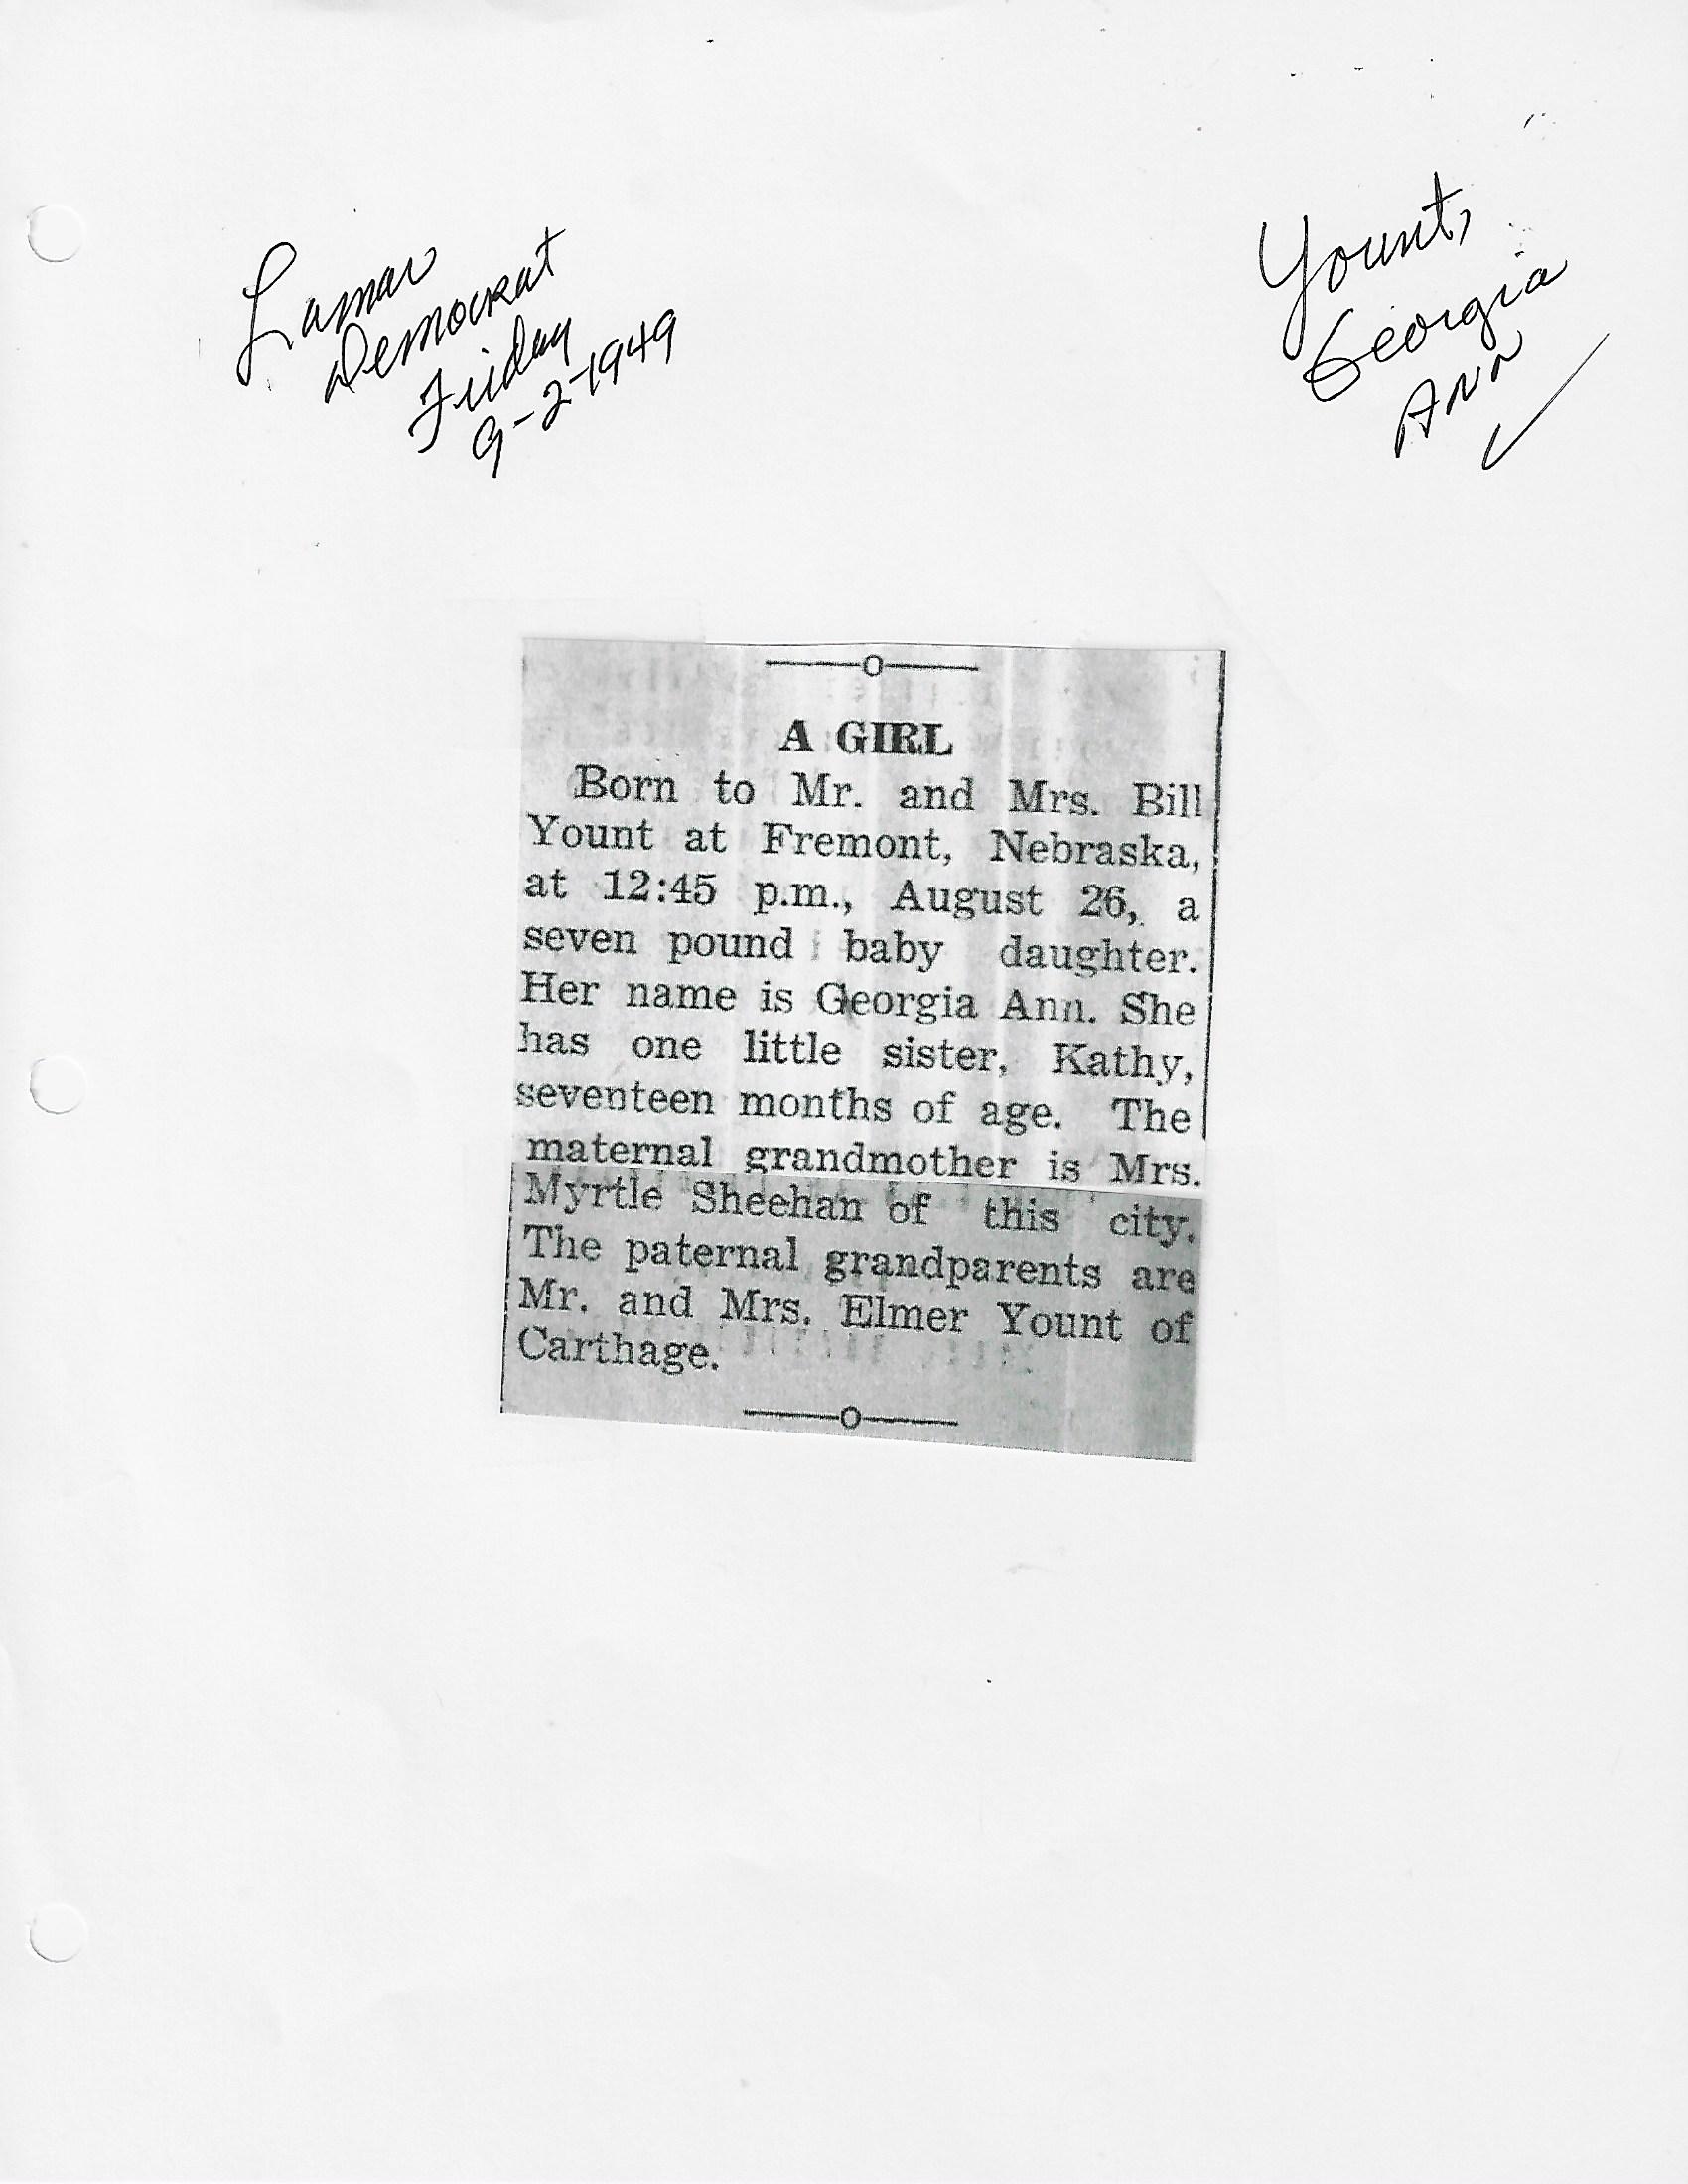 Lamar
Democrat
Friday
9-2-1949
Yount,
Georgia
Ann
A GIRL
Born to Mr. and Mrs. Bill
Yount at Fremont, Nebraska,
at 12:45 p.m., August 26, a
seven pound baby daughter.
Her name is Georgia Ann. She
has one little sister, Kathy,
seventeen months of age. The
maternal grandmother is Mrs.
Myrtle Sheehan of this city.
The paternal grandparents are
Mr. and Mrs. Elmer Yount of
Carthage.